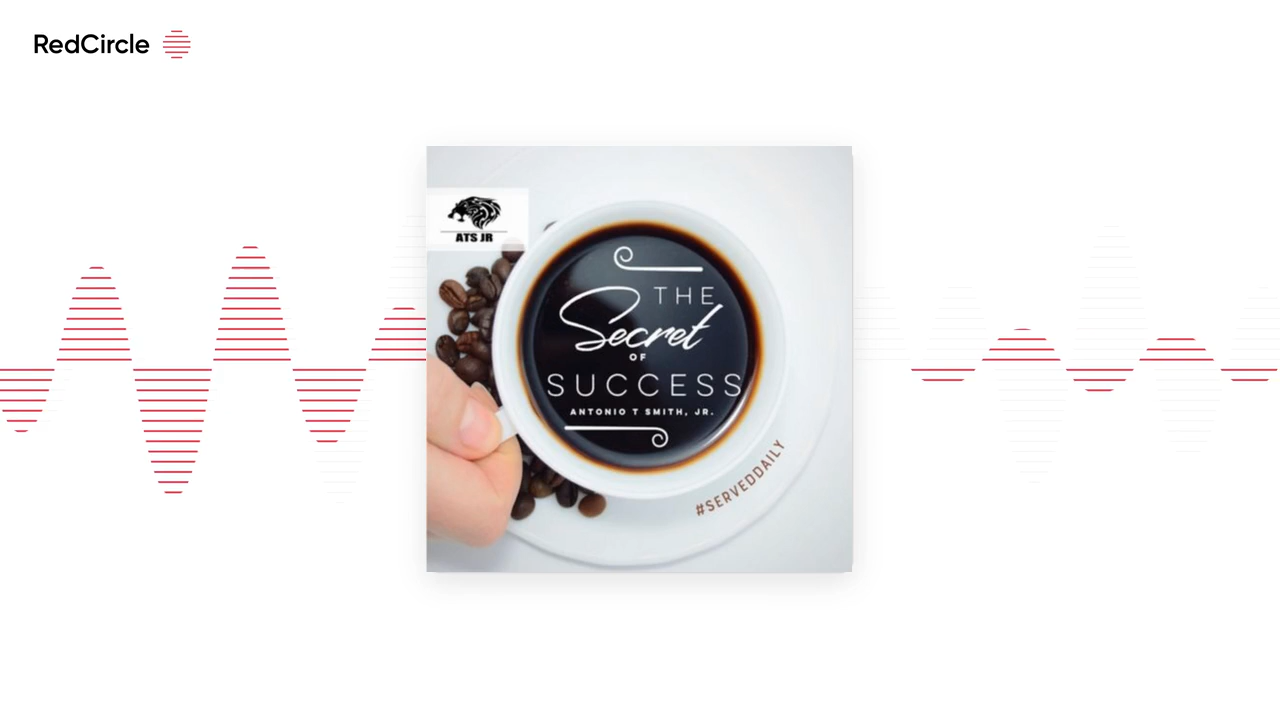 RedCircle
ATS JR
THE
Secret
OF
SUCCESS
ANTONIO T SMITH, JR.
#SERVEDDAILY